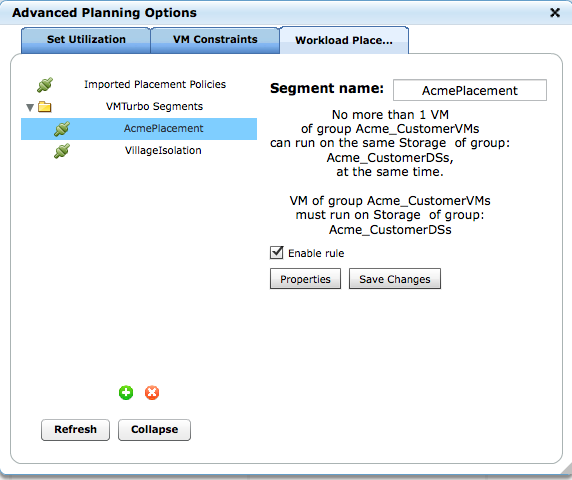 Advanced Planning Options
Set Utilization
VM Constraints
Workload Place...
Imported Placement Policies
VMTurbo Segments
AcmePlacement
VillageIsolation
Segment name:
AcmePlacement
No more than 1 VM
of group Acme_CustomerVMs
can run on the same Storage of group:
Acme_CustomerDSs,
at the same time.
VM of group Acme_CustomerVMs
must run on Storage of group:
Acme_CustomerDSs
Enable rule
Properties
Save Changes
Refresh
Collapse